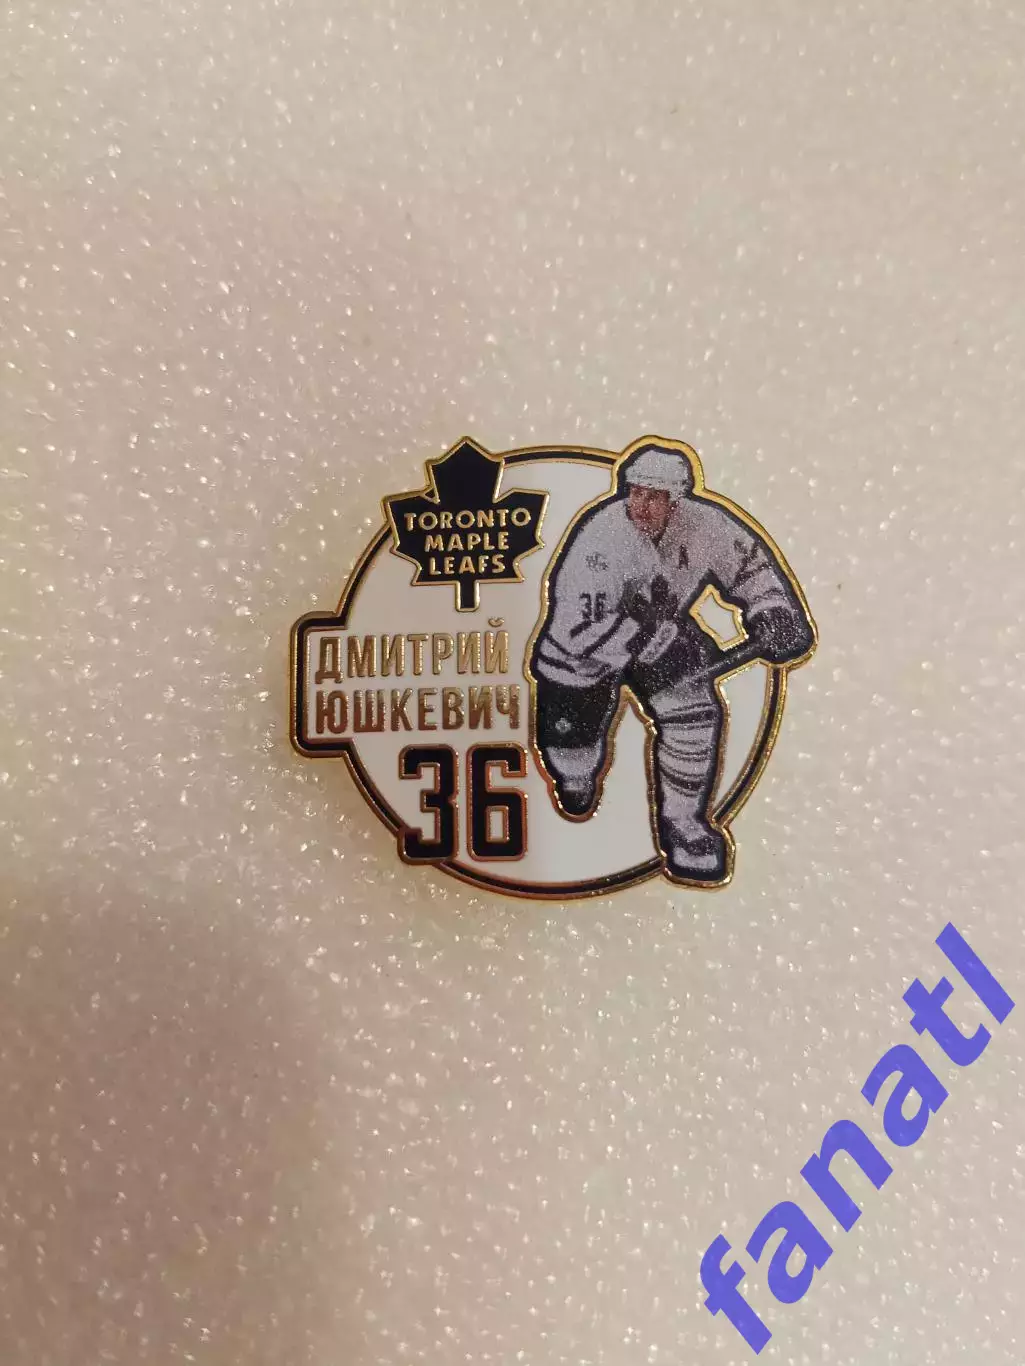 TORONTO
MAPLE
LEAFS
ДМИТРИЙ
ЮШКЕВИЧ
36
36
A
fanatl